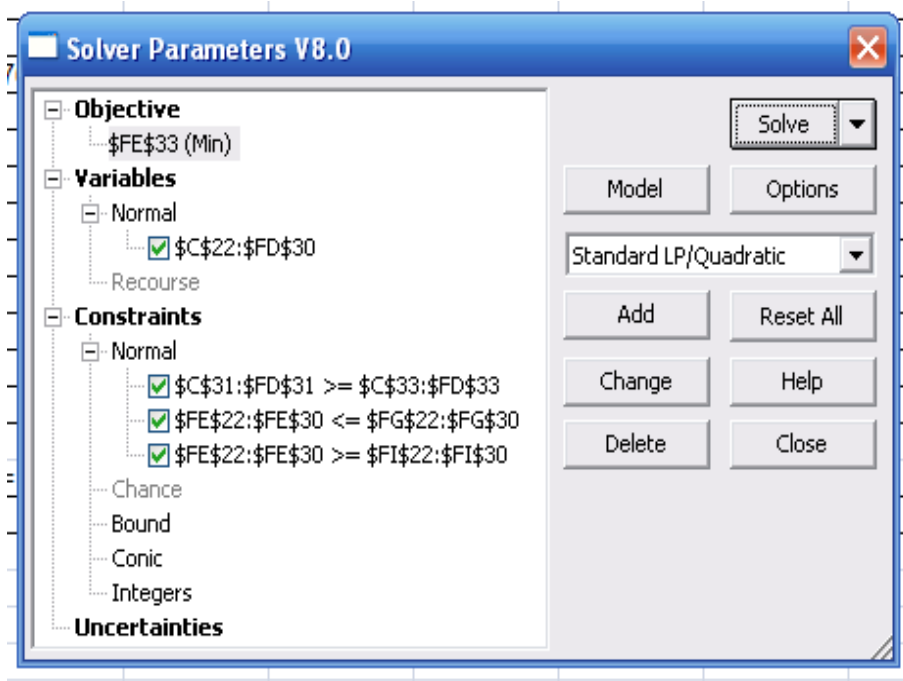 Solver Parameters V8.0
Objective
$FE$33 (Min)
Variables
Normal
$C$22:$FD$30
Recourse
Constraints
Normal
$C$31:$FD$31 >= $C$33:$FD$33
$FE$22:$FE$30 <= $FG$22:$FG$30
$FE$22:$FE$30 >= $FI$22:$FI$30
Chance
Bound
Conic
Integers
Uncertainties
Solve
Model
Options
Standard LP/Quadratic
Add
Reset All
Change
Help
Delete
Close